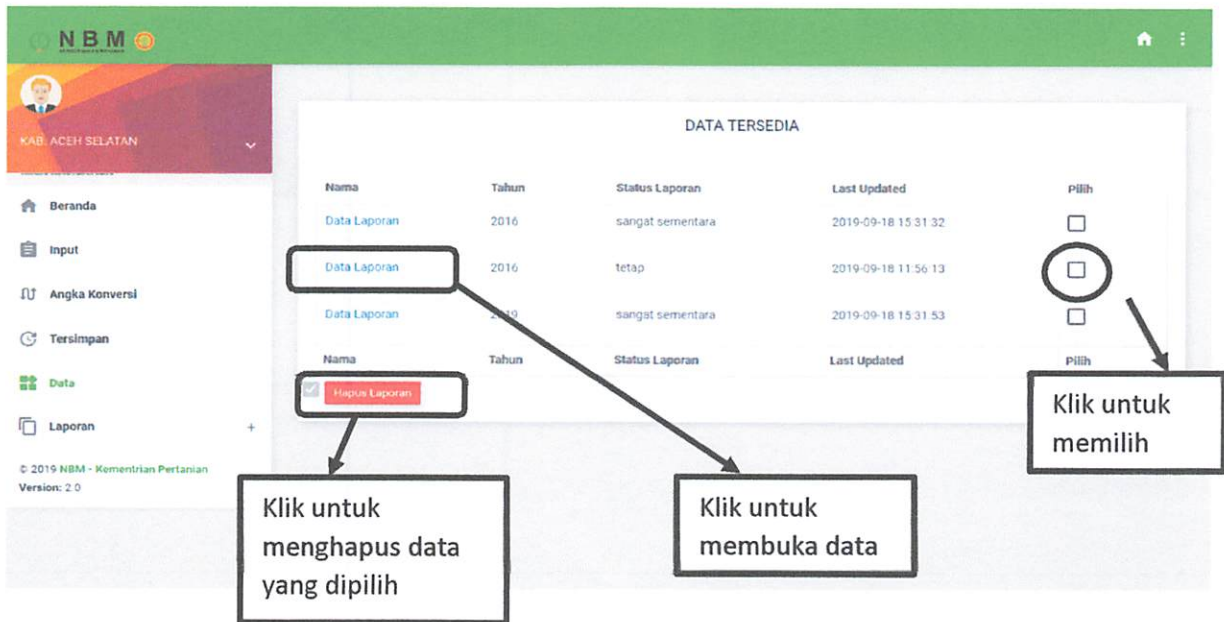 NBM
KAB. ACEH SELATAN
Beranda
Input
Angka Konversi
Tersimpan
Data
Laporan +
© 2019 NBM - Kementrian Pertanian
Version: 2.0
DATA TERSEDIA
Nama Tahun Status Laporan Last Updated Pilih
Data Laporan 2016 sangat sementara 2019-09-18 15:31:32
Data Laporan 2016 tetap 2019-09-18 11:56:13
Data Laporan 2019 sangat sementara 2019-09-18 15:31:53
Nama Tahun Status Laporan Last Updated Pilih
Hapus Laporan
Klik untuk
memilih
Klik untuk
membuka data
Klik untuk
menghapus data
yang dipilih